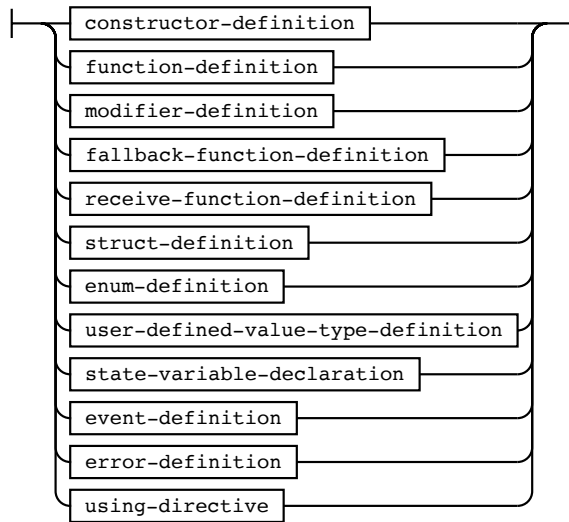 constructor-definition
function-definition
modifier-definition
fallback-function-definition
receive-function-definition
struct-definition
enum-definition
user-defined-value-type-definition
state-variable-declaration
event-definition
error-definition
using-directive